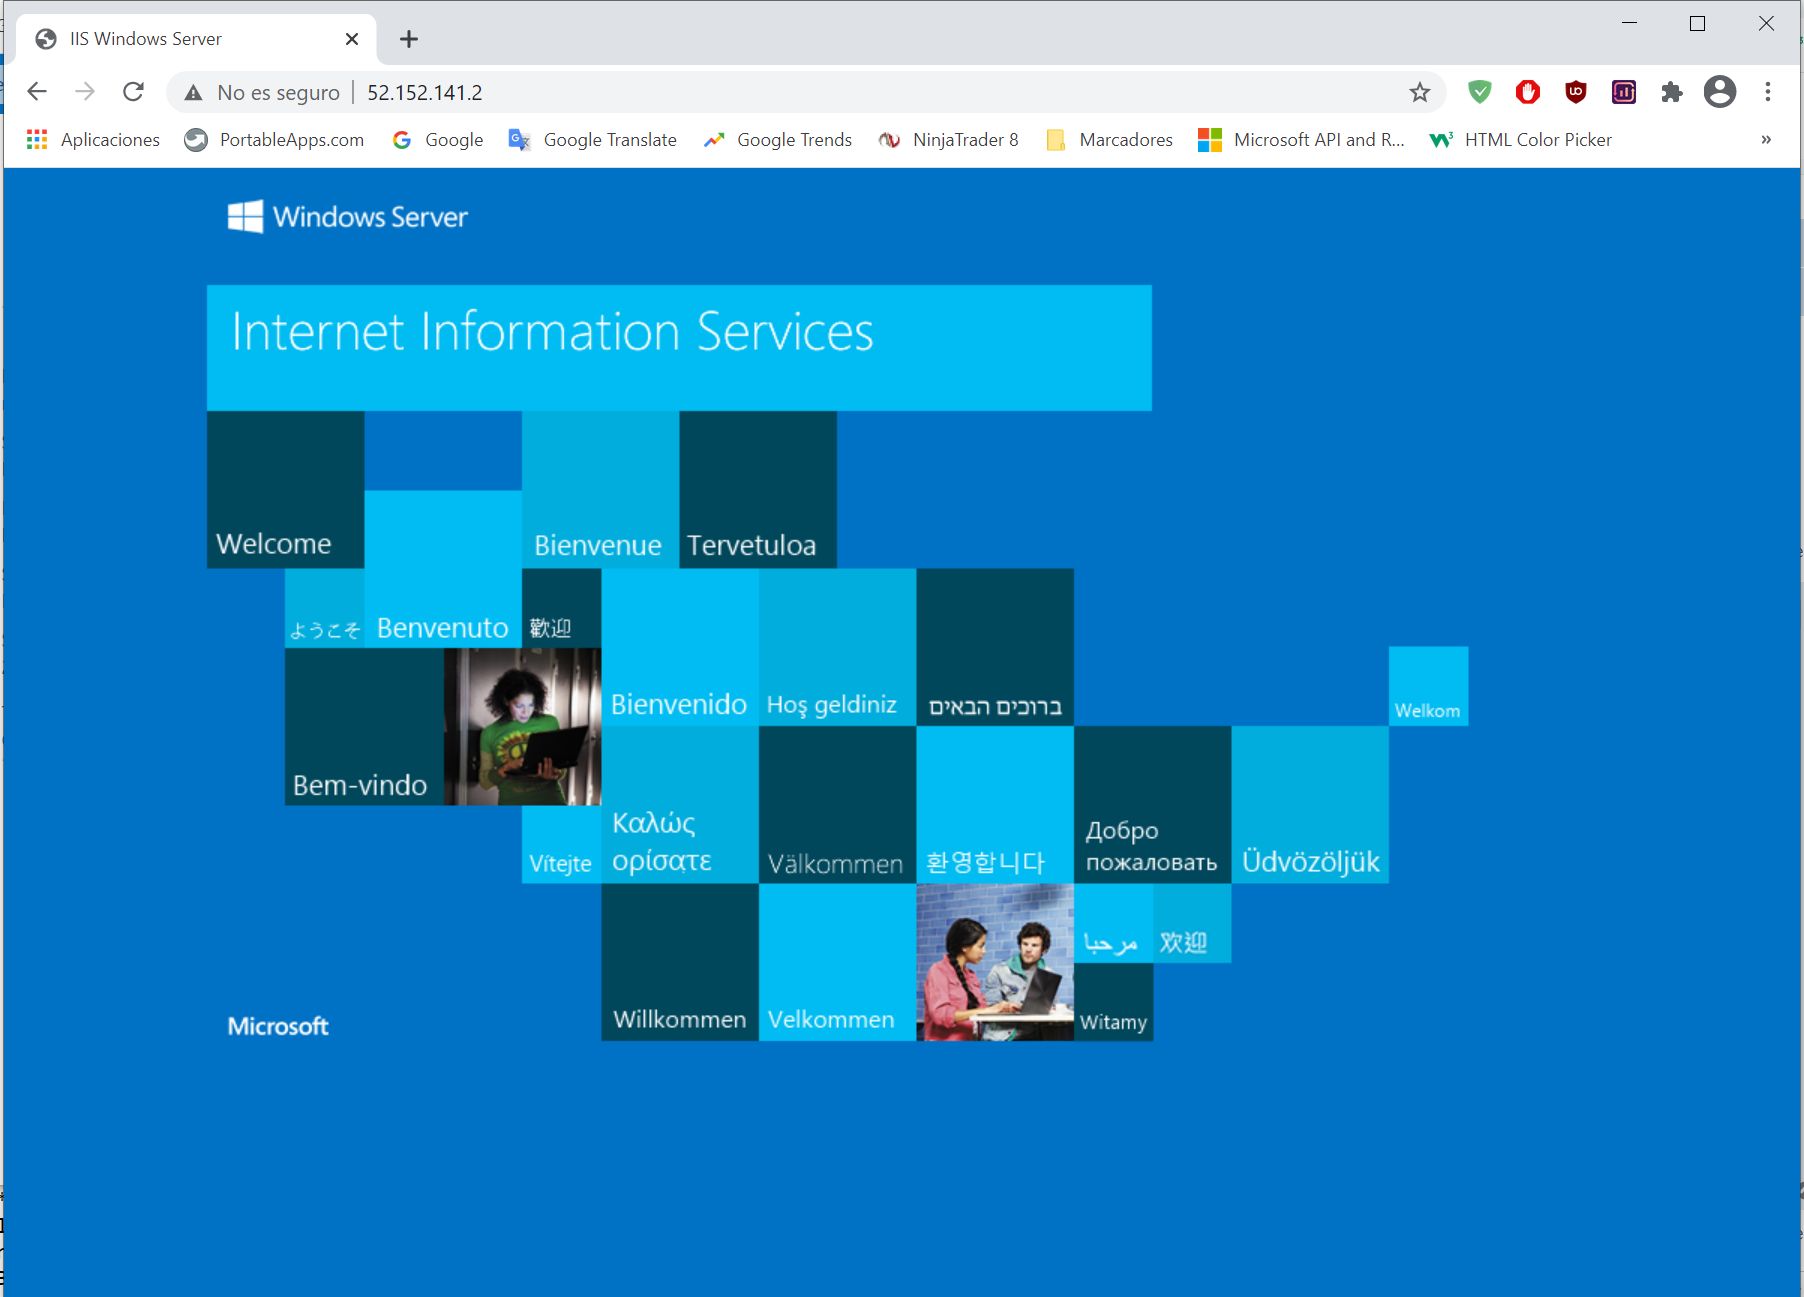 IIS Windows Server
No es seguro
52.152.141.2
Aplicaciones
PortableApps.com
Google
Google Translate
Google Trends
NinjaTrader 8
Marcadores
Microsoft API and R...
HTML Color Picker
»
Windows Server
Internet Information Services
Welcome
Bienvenue
Tervetuloa
ようこそ
Benvenuto
歡迎
Bienvenido
Hoş geldiniz
ברוכים הבאים
Welkom
Bem-vindo
Vítejte
Καλώς
ορίσατε
Välkommen
환영합니다
Добро
пожаловать
Üdvözöljük
مرحبا
欢迎
Willkommen
Velkommen
Witamy
Microsoft